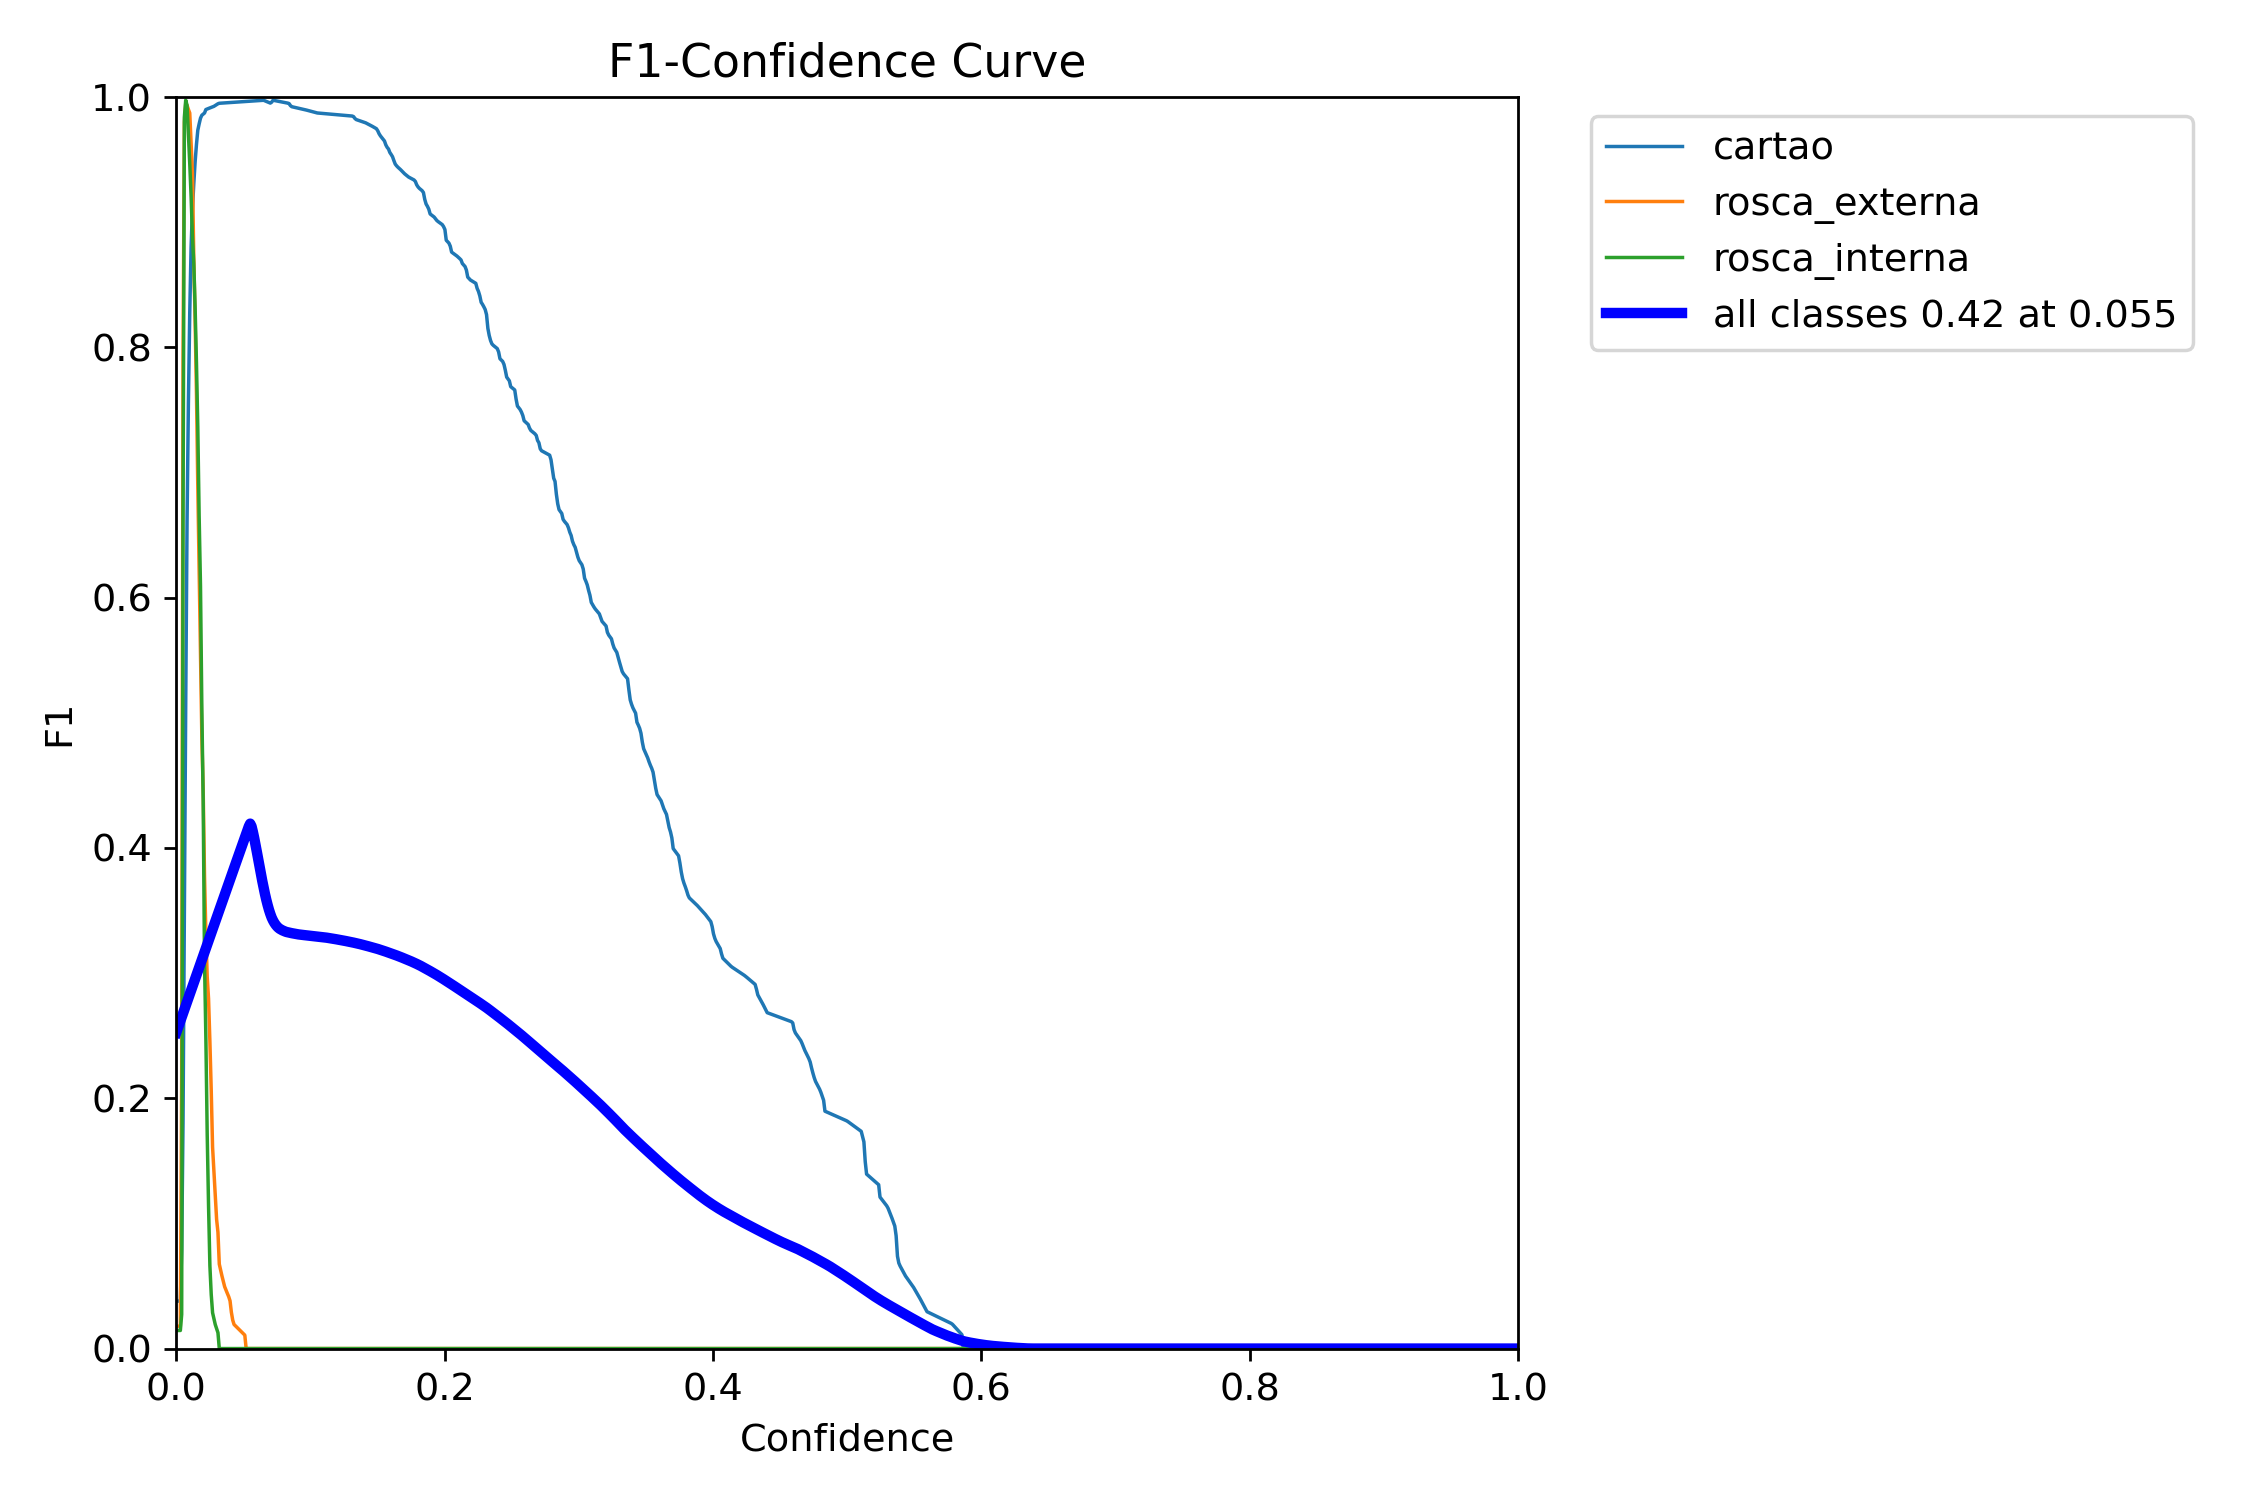 F1-Confidence Curve
1.0
0.8
0.6
0.4
0.2
0.0
F1
0.0 0.2 0.4 0.6 0.8 1.0
Confidence
cartao
rosca_externa
rosca_interna
all classes 0.42 at 0.055